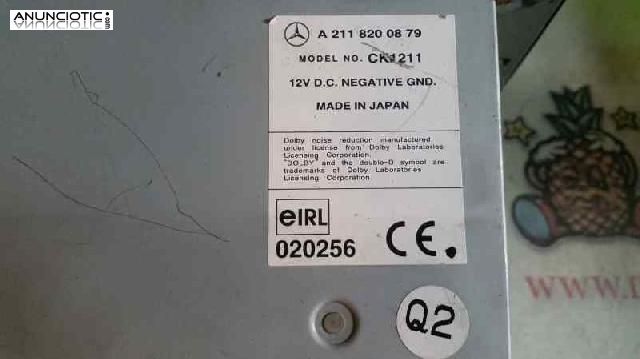 ANUNCIOTIC
A 211 820 08 79
MODEL NO. CK1211
12V D.C. NEGATIVE GND.
MADE IN JAPAN
Dolby noise reduction manufactured
under license from Dolby Laboratories
Licensing Corporation.
"DOLBY" and the double-D symbol are
trademarks of Dolby Laboratories
Licensing Corporation.
eIRL
020256 CE.
Q2
www.